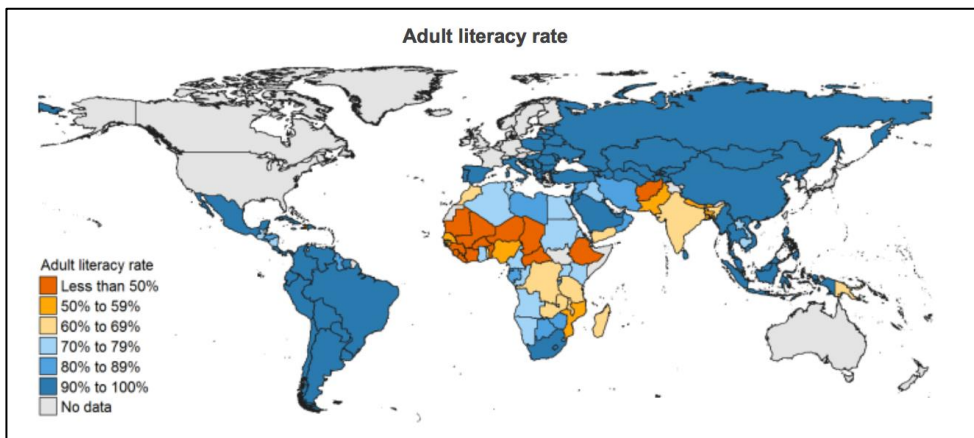 Adult literacy rate
Adult literacy rate
Less than 50%
50% to 59%
60% to 69%
70% to 79%
80% to 89%
90% to 100%
No data